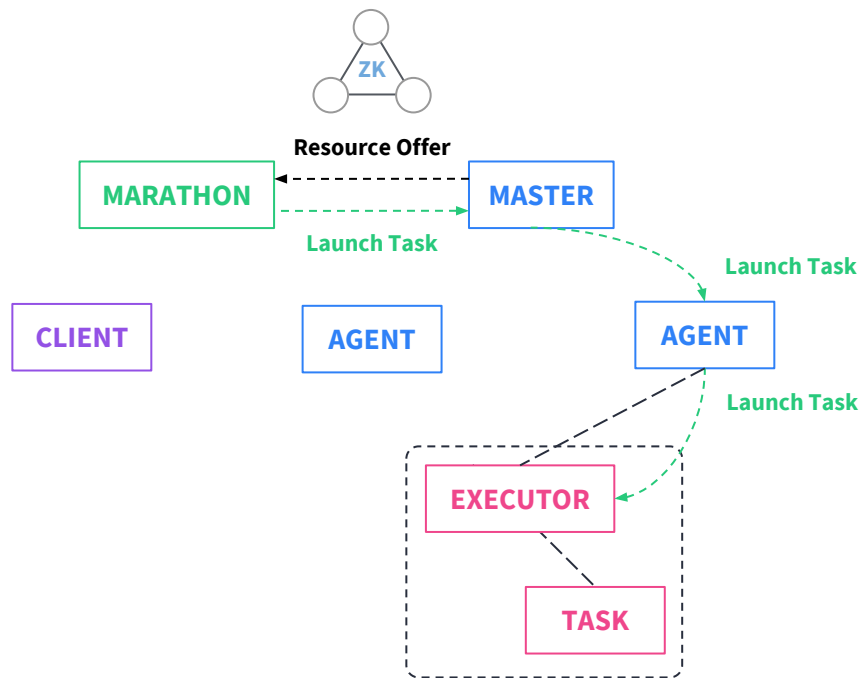 ZK
Resource Offer
MARATHON
MASTER
Launch Task
Launch Task
CLIENT
AGENT
AGENT
Launch Task
EXECUTOR
TASK